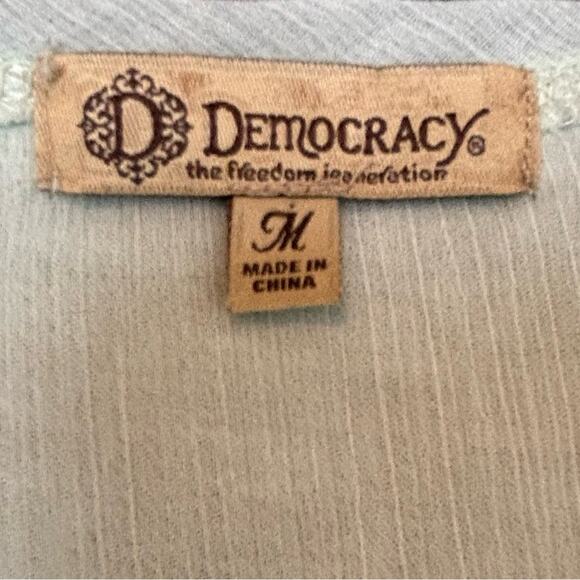 D DEMOCRACY®
the freedom
M
MADE IN
CHINA